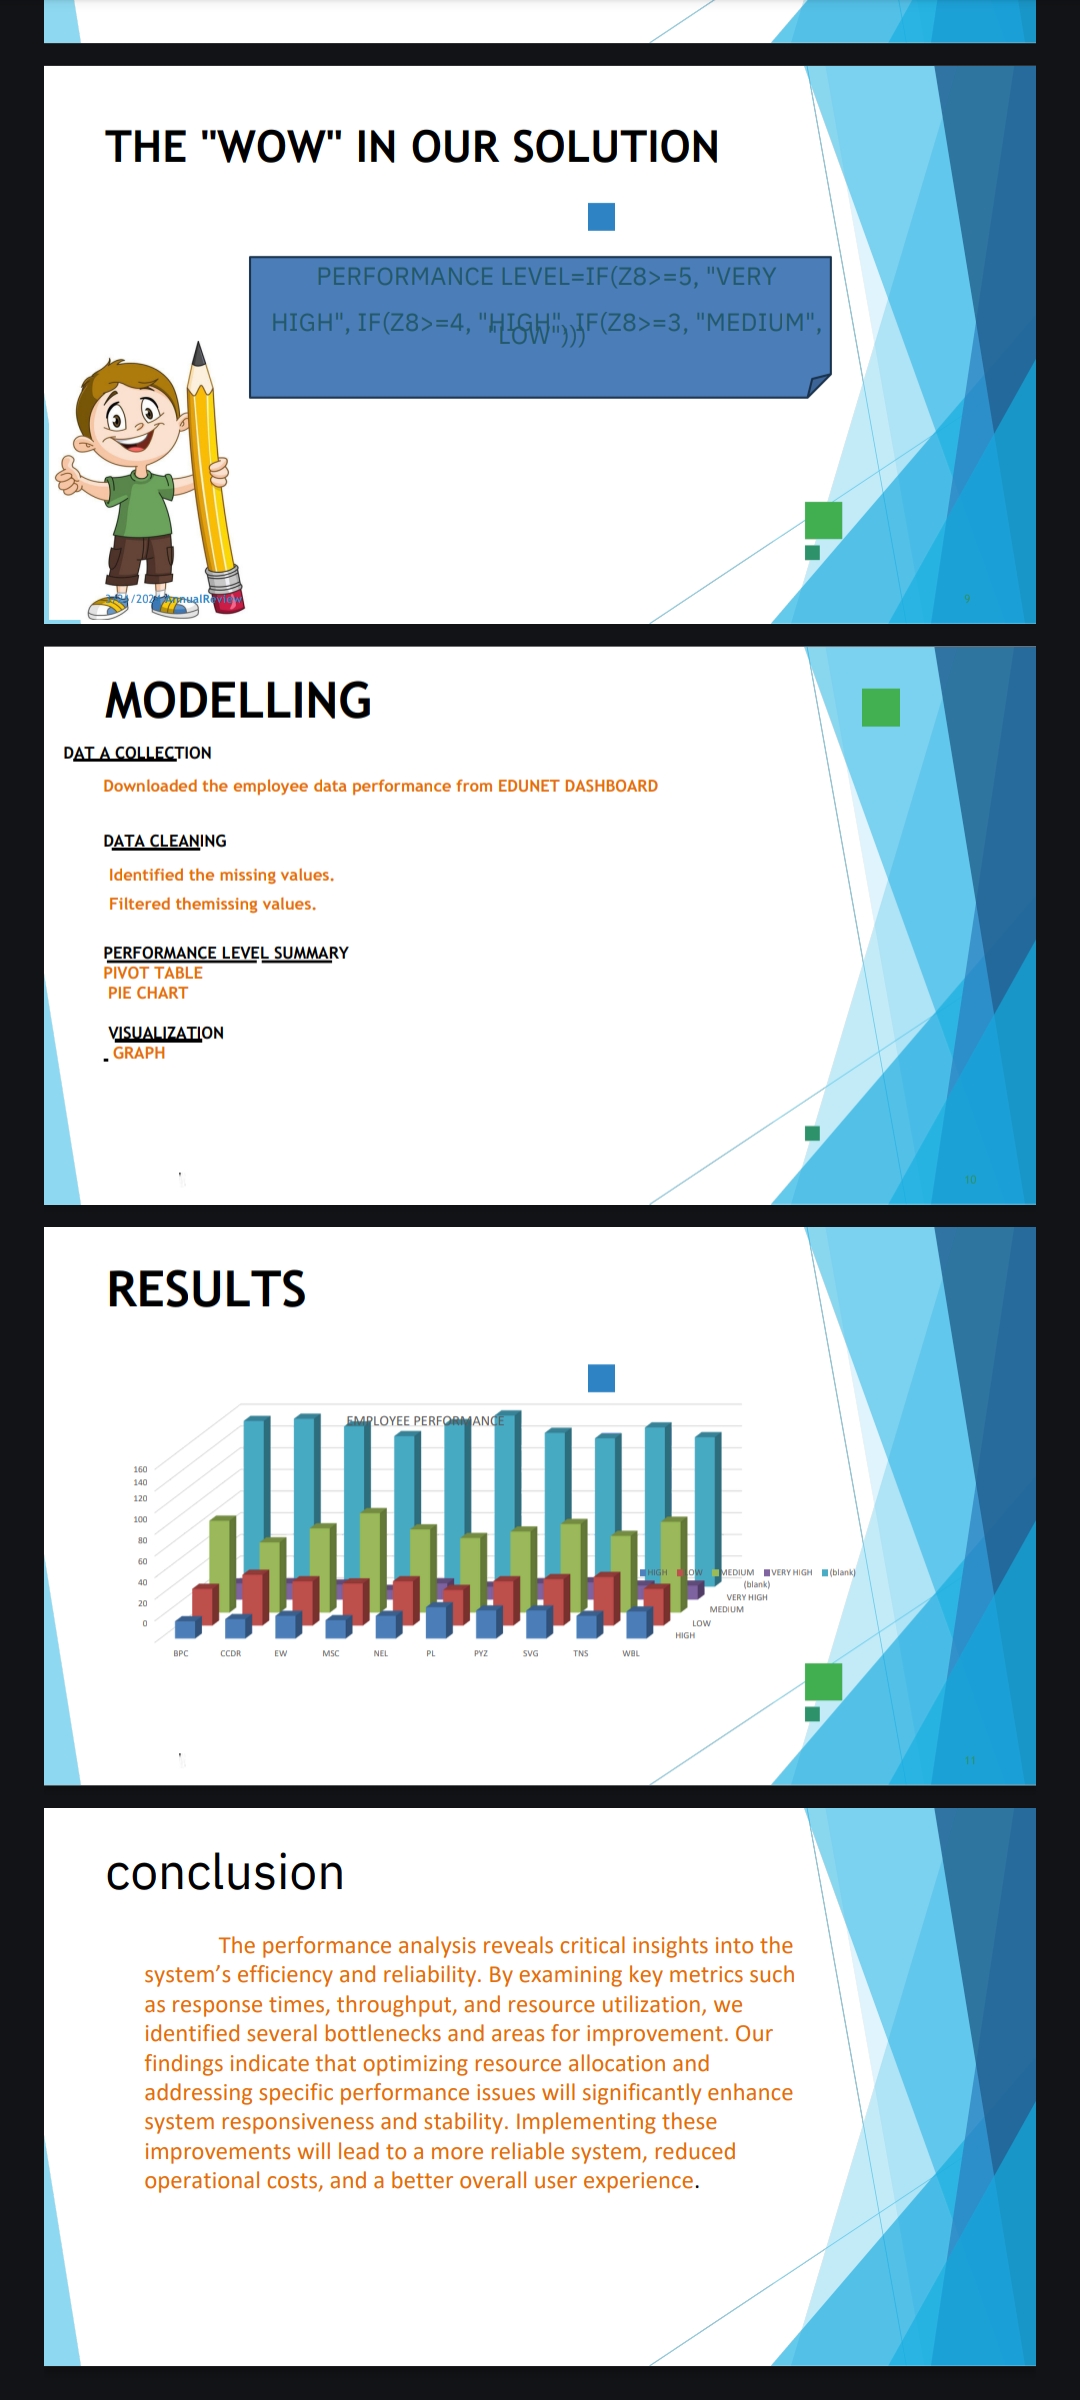 THE "WOW" IN OUR SOLUTION
PERFORMANCE LEVEL=IF(Z8>=5, "VERY
HIGH", IF(Z8>=4, "HIGH", IF(Z8>=3, "MEDIUM",
"LOW")))
AnnualReview
9
MODELLING
DAT A COLLECTION
Downloaded the employee data performance from EDUNET DASHBOARD
DATA CLEANING
Identified the missing values.
Filtered themissing values.
PERFORMANCE LEVEL SUMMARY
PIVOT TABLE
PIE CHART
VISUALIZATION
GRAPH
10
RESULTS
EMPLOYEE PERFORMANCE
160
140
120
100
80
60
40
20
0
HIGH LOW MEDIUM VERY HIGH (blank)
(blank)
VERY HIGH
MEDIUM
LOW
HIGH
BPC CCDR EW MSC NEL PL PYZ SVG TNS WBL
11
conclusion
The performance analysis reveals critical insights into the
system’s efficiency and reliability. By examining key metrics such
as response times, throughput, and resource utilization, we
identified several bottlenecks and areas for improvement. Our
findings indicate that optimizing resource allocation and
addressing specific performance issues will significantly enhance
system responsiveness and stability. Implementing these
improvements will lead to a more reliable system, reduced
operational costs, and a better overall user experience.